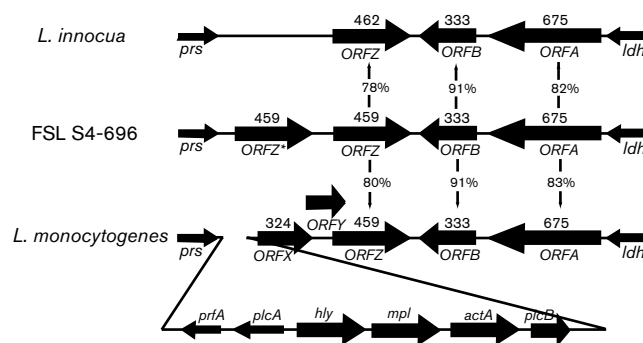 462 333 675
L. innocua
prs ORFZ ORFB ORFA ldh
78% 91% 82%
459 459 333 675
FSL S4-696
prs ORFZ* ORFZ ORFB ORFA ldh
80% 91% 83%
ORFY
324 459 333 675
L. monocytogenes
prs ORFX ORFZ ORFB ORFA ldh
prfA plcA hly mpl actA plcB